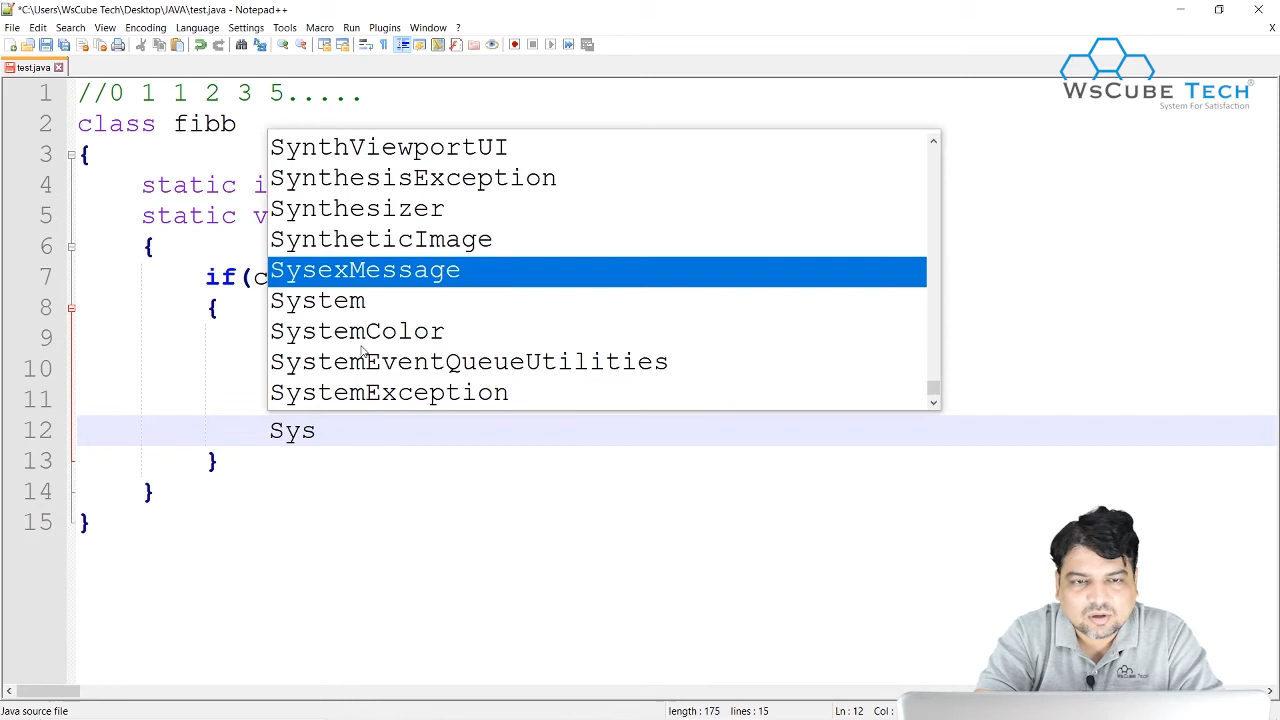 *C:\Users\WsCube Tech\Desktop\JAVA\test.java - Notepad++
File Edit Search View Encoding Language Settings Tools Macro Run Plugins Window ?
X
test.java
WsCube Tech
System For Satisfaction
1 //0 1 1 2 3 5.....
2 class fibb
3 {
4 static i
5 static v
6 {
7 if(c
8 {
9
10
11
12 Sys
13 }
14 }
15 }
SynthViewportUI
SynthesisException
Synthesizer
SyntheticImage
SysexMessage
System
SystemColor
SystemEventQueueUtilities
SystemException
WsCube Tech
Java source file length : 175 lines : 15 Ln : 12 Col :